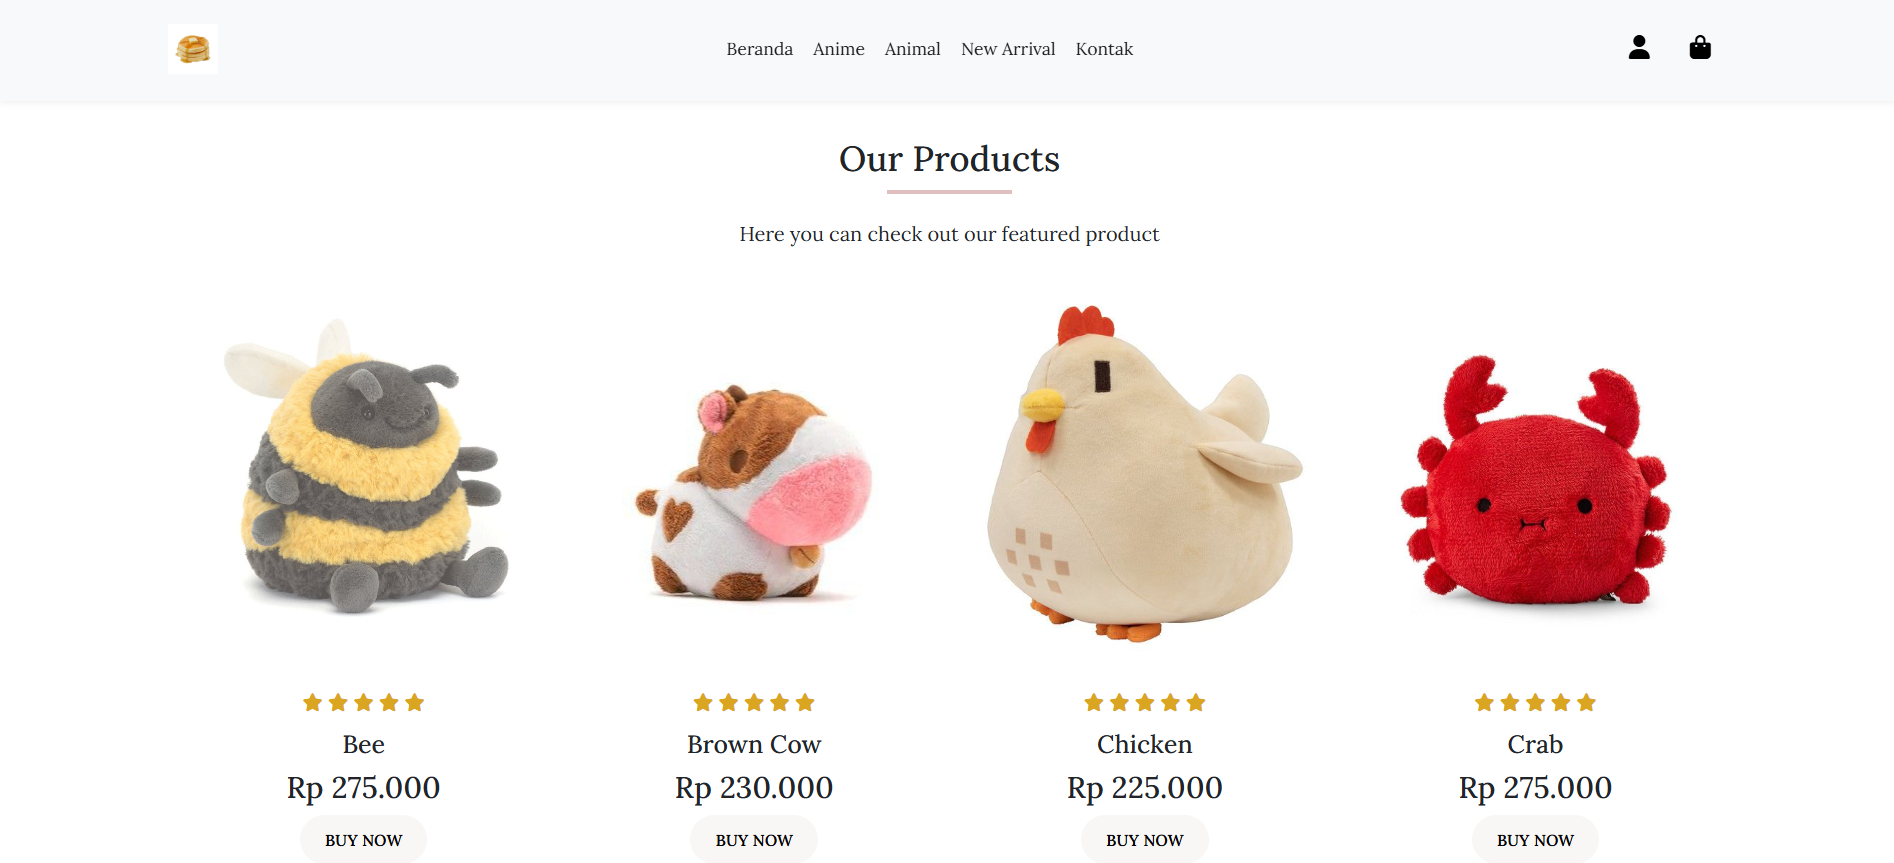 Beranda Anime Animal New Arrival Kontak
Our Products
Here you can check out our featured product
Bee Brown Cow Chicken Crab
Rp 275.000 Rp 230.000 Rp 225.000 Rp 275.000
BUY NOW BUY NOW BUY NOW BUY NOW